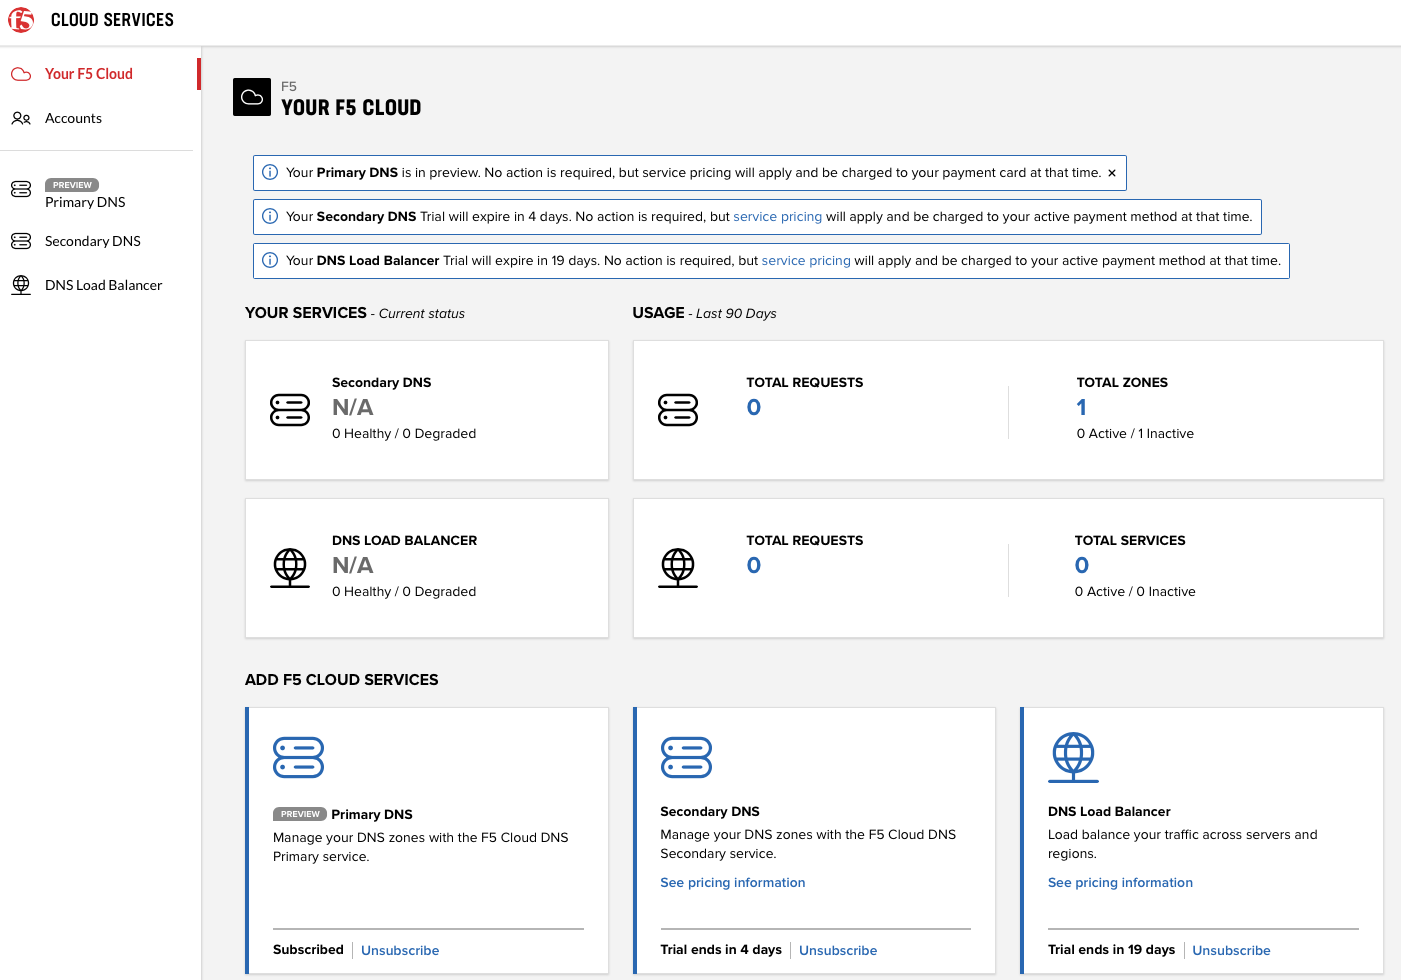 f5 CLOUD SERVICES
Your F5 Cloud
Accounts
PREVIEW
Primary DNS
Secondary DNS
DNS Load Balancer
F5
YOUR F5 CLOUD
Your Primary DNS is in preview. No action is required, but service pricing will apply and be charged to your payment card at that time. ×
Your Secondary DNS Trial will expire in 4 days. No action is required, but service pricing will apply and be charged to your active payment method at that time.
Your DNS Load Balancer Trial will expire in 19 days. No action is required, but service pricing will apply and be charged to your active payment method at that time.
YOUR SERVICES - Current status
USAGE - Last 90 Days
Secondary DNS
N/A
0 Healthy / 0 Degraded
TOTAL REQUESTS
0
TOTAL ZONES
1
0 Active / 1 Inactive
DNS LOAD BALANCER
N/A
0 Healthy / 0 Degraded
TOTAL REQUESTS
0
TOTAL SERVICES
0
0 Active / 0 Inactive
ADD F5 CLOUD SERVICES
PREVIEW Primary DNS
Manage your DNS zones with the F5 Cloud DNS
Primary service.
Subscribed Unsubscribe
Secondary DNS
Manage your DNS zones with the F5 Cloud DNS
Secondary service.
See pricing information
Trial ends in 4 days Unsubscribe
DNS Load Balancer
Load balance your traffic across servers and
regions.
See pricing information
Trial ends in 19 days Unsubscribe